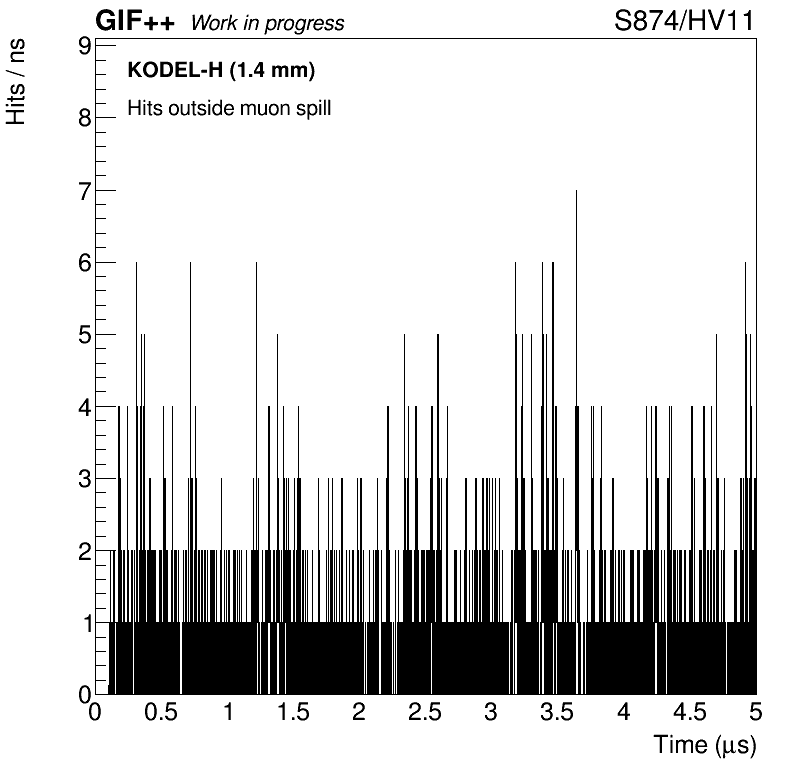 GIF++ Work in progress S874/HV11
Hits / ns
KODEL-H (1.4 mm)
Hits outside muon spill
9
8
7
6
5
4
3
2
1
0
0 0.5 1 1.5 2 2.5 3 3.5 4 4.5 5
Time (μs)